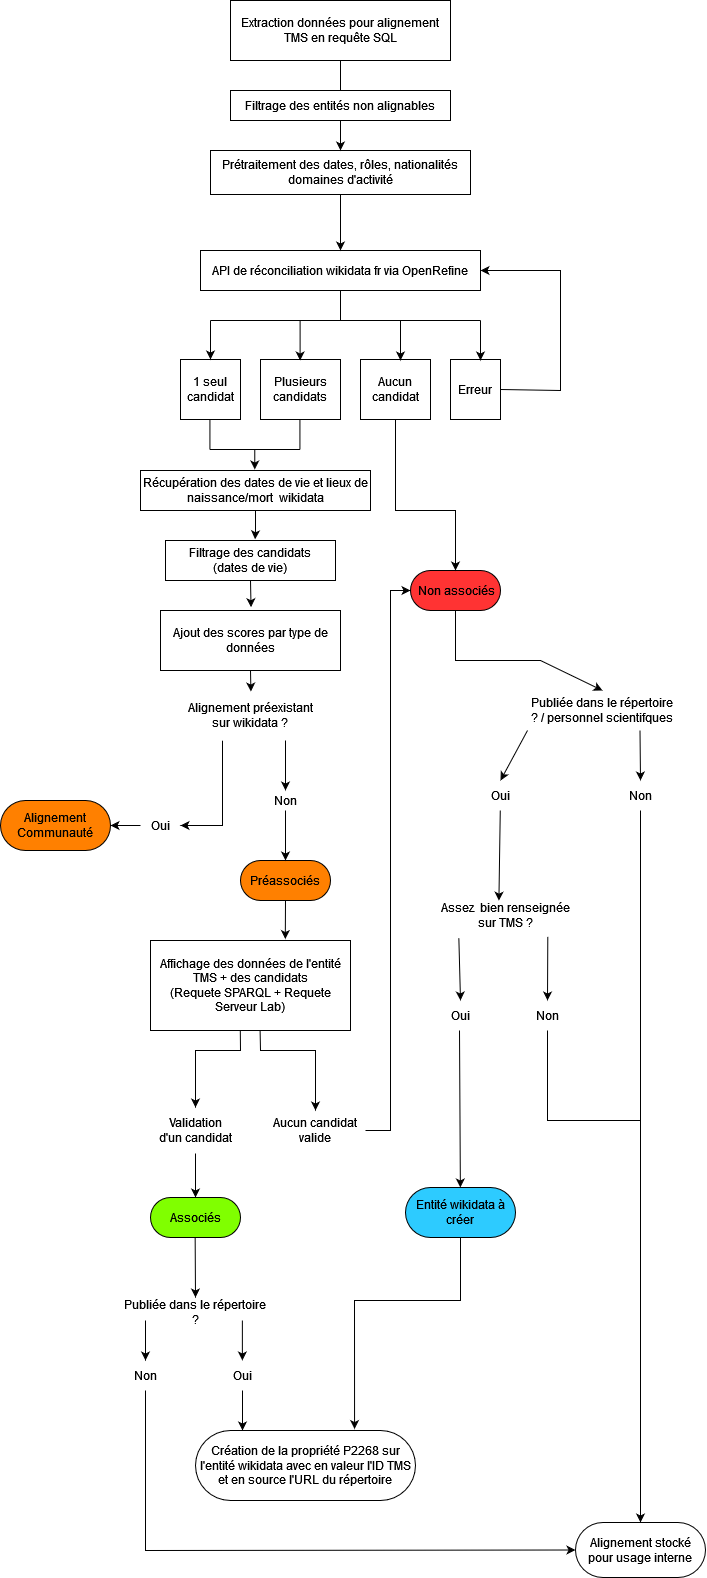 Extraction données pour alignement
TMS en requête SQL
Filtrage des entités non alignables
Prétraitement des dates, rôles, nationalités
domaines d'activité
API de réconciliation wikidata fr via OpenRefine
1 seul
candidat
Plusieurs
candidats
Aucun
candidat
Erreur
Récupération des dates de vie et lieux de
naissance/mort wikidata
Filtrage des candidats
(dates de vie)
Non associés
Ajout des scores par type de
données
Alignement préexistant
sur wikidata ?
Publiée dans le répertoire
? / personnel scientifques
Oui
Non
Non
Alignement
Communauté
Oui
Préassociés
Assez bien renseignée
sur TMS ?
Affichage des données de l'entité
TMS + des candidats
(Requete SPARQL + Requete
Serveur Lab)
Oui
Non
Validation
d'un candidat
Aucun candidat
valide
Associés
Entité wikidata à
créer
Publiée dans le répertoire
?
Non
Oui
Création de la propriété P2268 sur
l'entité wikidata avec en valeur l'ID TMS
et en source l'URL du répertoire
Alignement stocké
pour usage interne